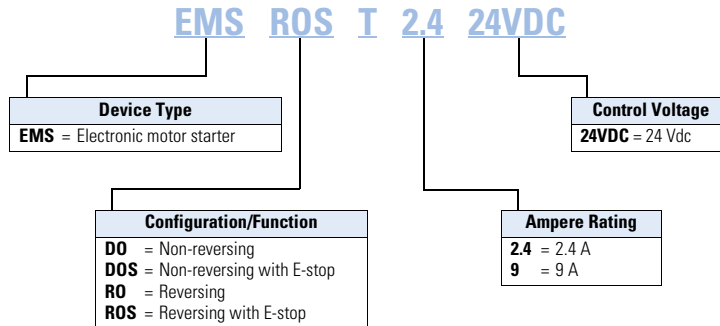 EMS ROS T 2.4 24VDC
Device Type
EMS = Electronic motor starter
Control Voltage
24VDC = 24 Vdc
Configuration/Function
DO = Non-reversing
DOS = Non-reversing with E-stop
RO = Reversing
ROS = Reversing with E-stop
Ampere Rating
2.4 = 2.4 A
9 = 9 A